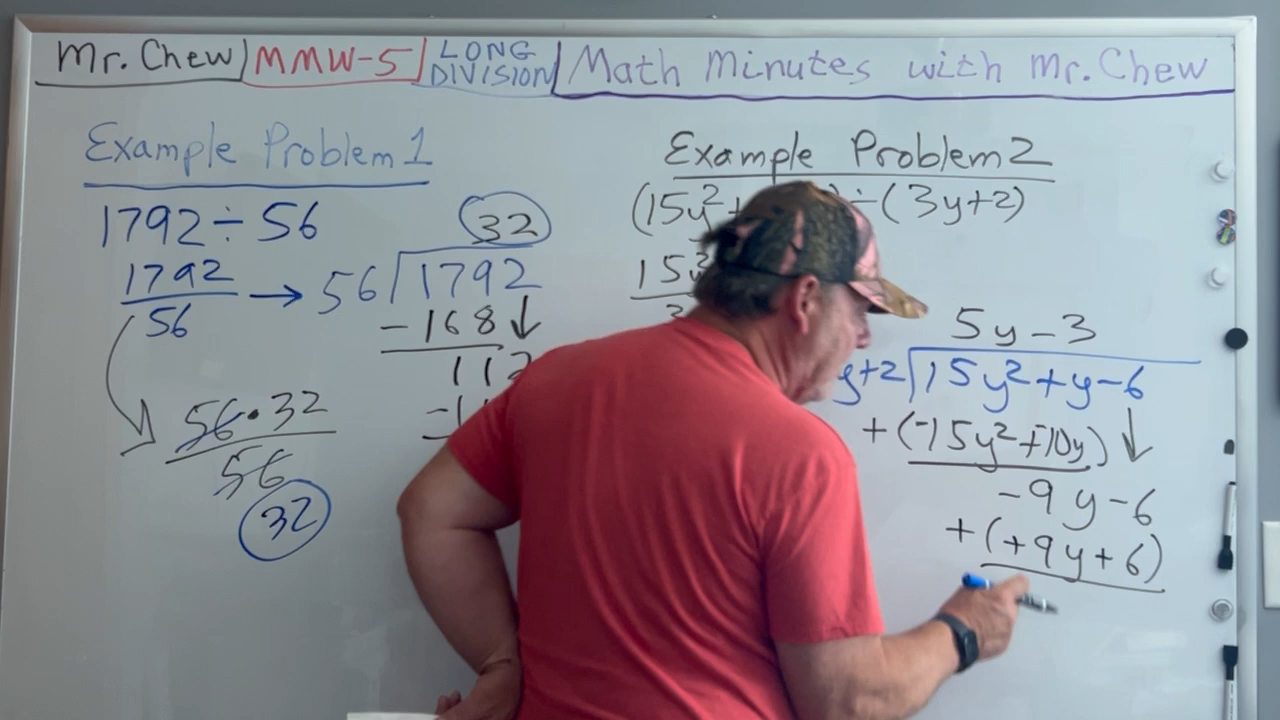 Mr. Chew MMW-5 LONG DIVISION Math Minutes with Mr. Chew
Example Problem 1
1792 ÷ 56
1792
56
→
32
56 1792
-168 ↓
112
56 · 32
56
32
Example Problem 2
(15y² ÷ (3y+2)
5y - 3
y+2 15y² + y - 6
+(-15y² + 10y) ↓
-9y - 6
+(+9y + 6)